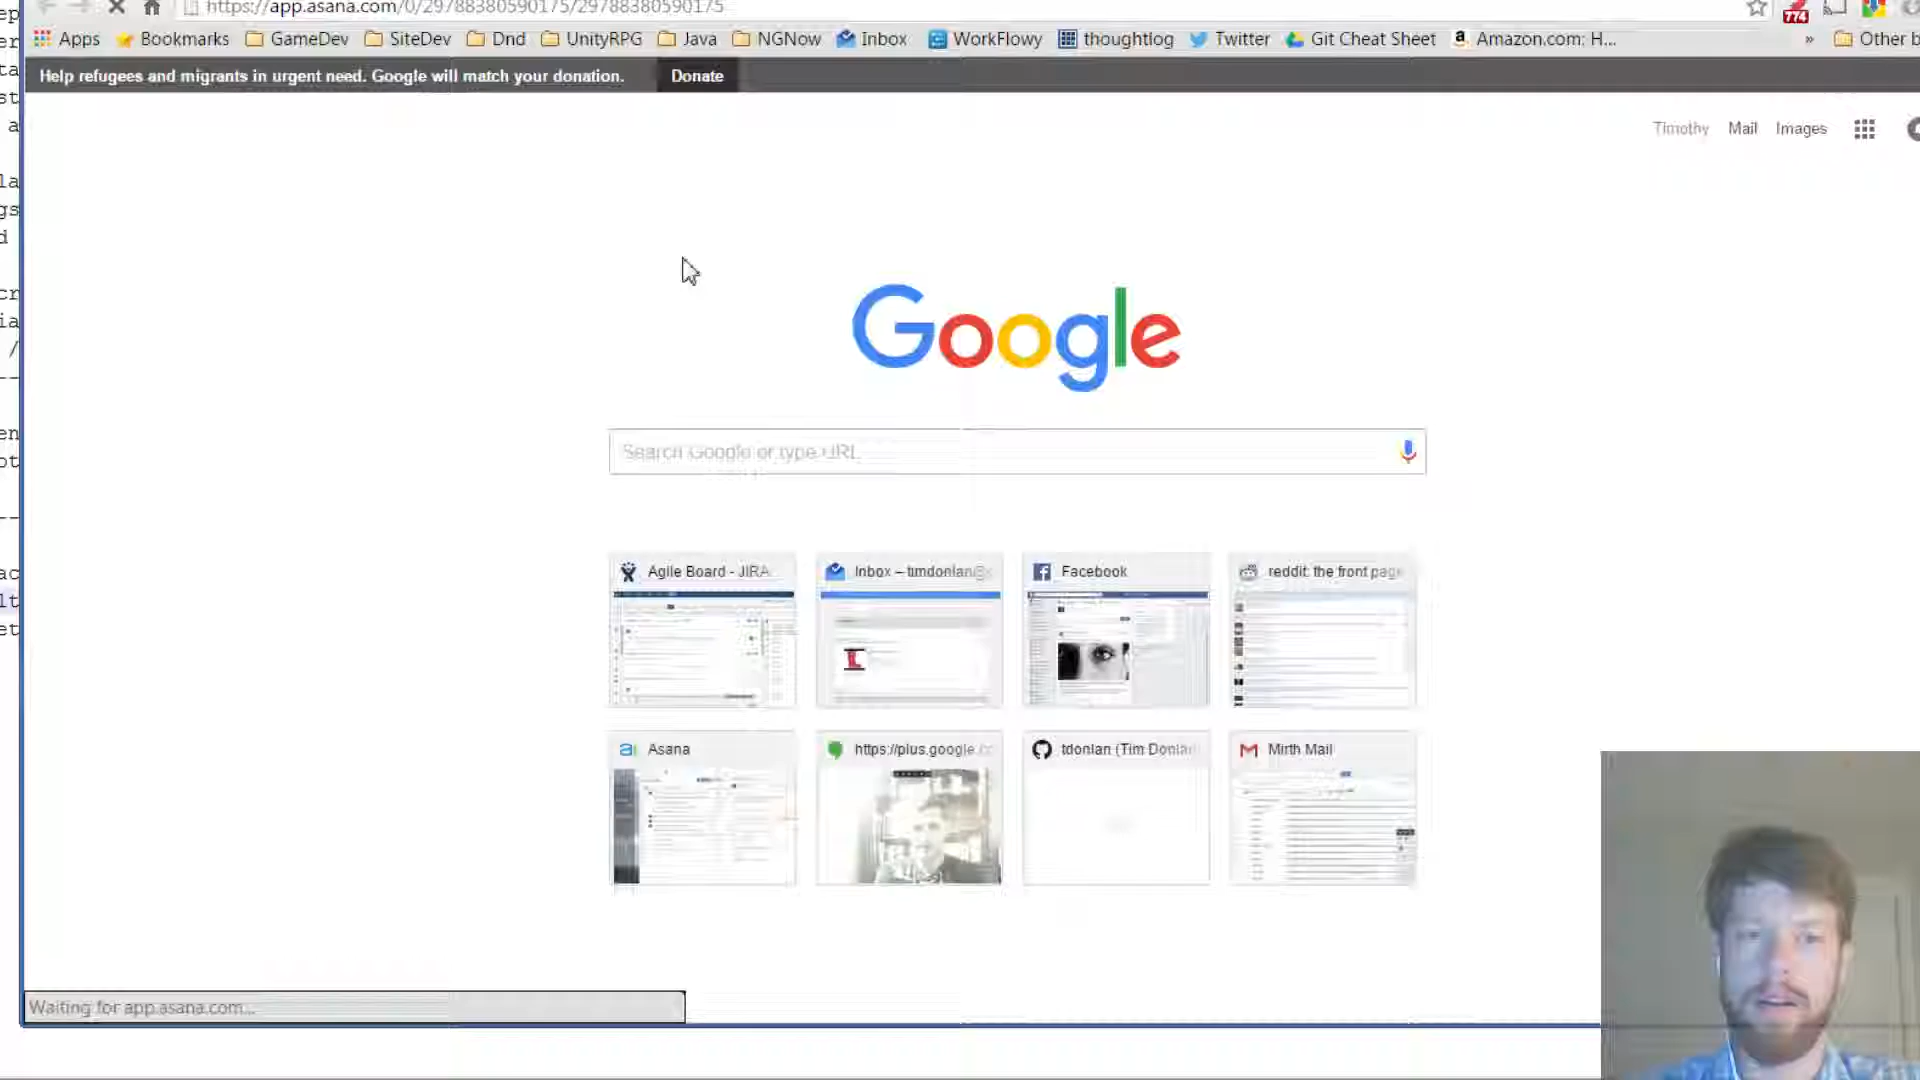 https://app.asana.com/0/29788380590175/29788380590175
774
Apps Bookmarks GameDev SiteDev Dnd UnityRPG Java NGNow Inbox WorkFlowy thoughtlog Twitter Git Cheat Sheet Amazon.com: H... » Other b
Help refugees and migrants in urgent need. Google will match your donation. Donate
Timothy Mail Images
Google
Search Google or type URL
Agile Board - JIRA Inbox – timdonlan@ Facebook reddit: the front page
Asana https://plus.google.co tdonlan (Tim Donlan Mirth Mail
Waiting for app.asana.com...